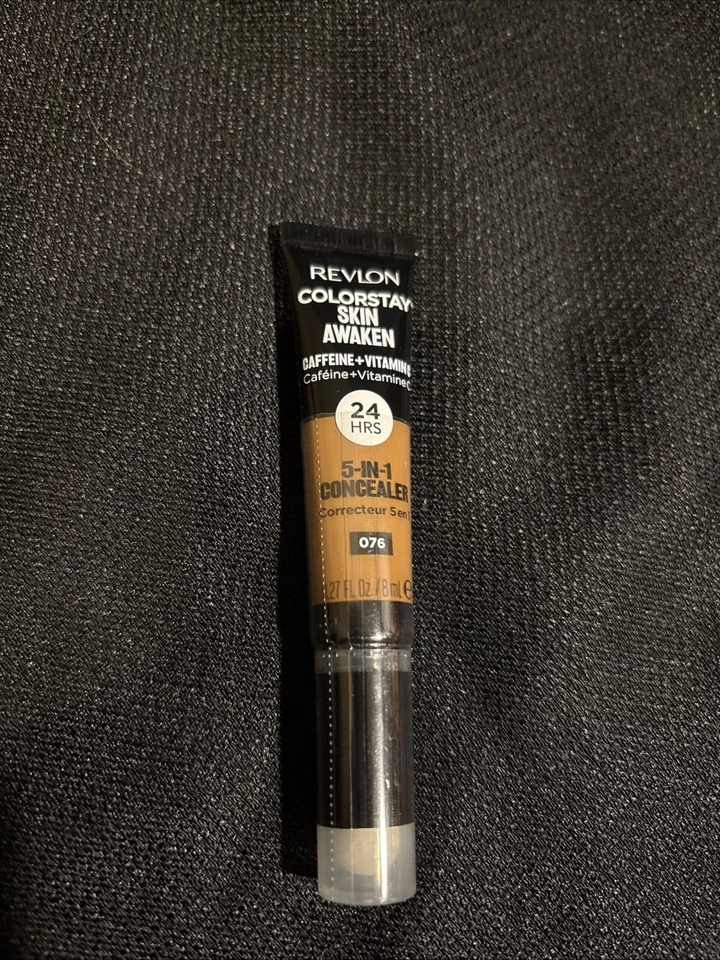 REVLON
COLORSTAY
SKIN
AWAKEN
CAFFEINE+VITAMIN C
Caféine+Vitamine C
24
HRS
5-IN-1
CONCEALER
Correcteur 5 en 1
076
.27 FL Oz / 8 mL ℮